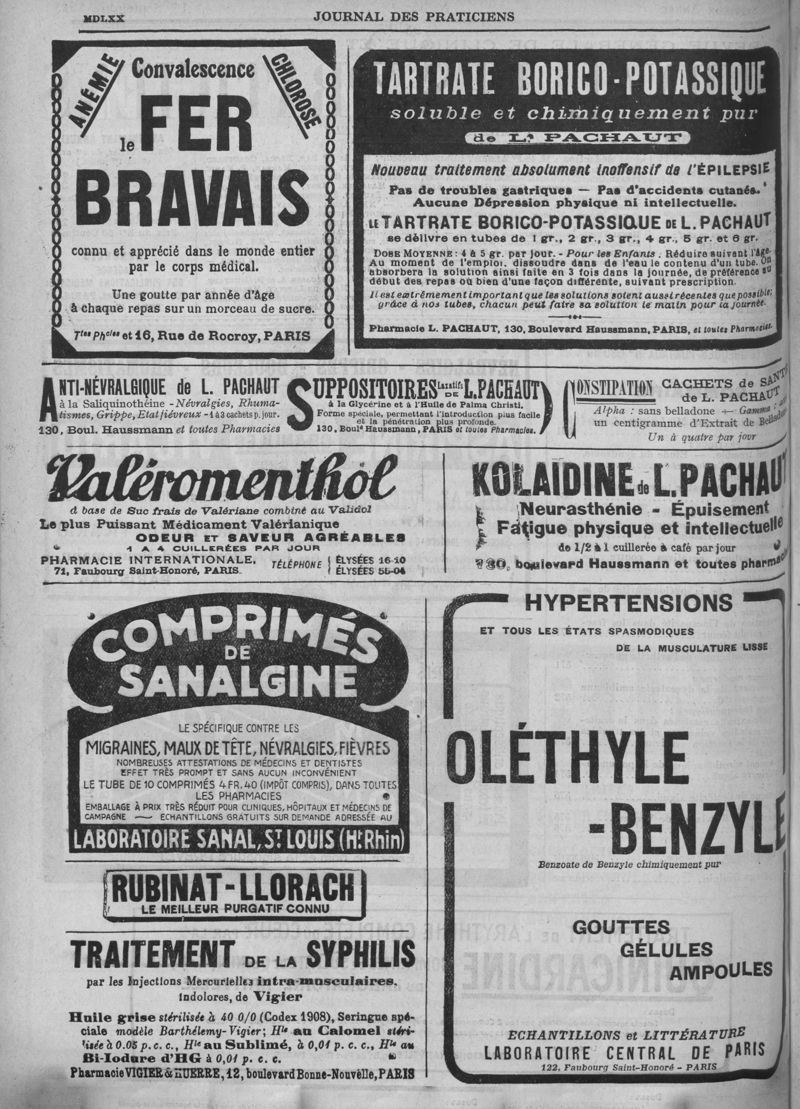 MDLXX
JOURNAL DES PRATICIENS
ANÉMIE
Convalescence
CHLOROSE
le FER
BRAVAIS
connu et apprécié dans le monde entier
par le corps médical.
Une goutte par année d'âge
à chaque repas sur un morceau de sucre.
Ttes Phcies et 16, Rue de Rocroy, PARIS
TARTRATE BORICO-POTASSIQUE
soluble et chimiquement pur
de L. PACHAUT
Nouveau traitement absolument inoffensif de l'ÉPILEPSIE
Pas de troubles gastriques — Pas d'accidents cutanés.
Aucune Dépression physique ni intellectuelle.
LE TARTRATE BORICO-POTASSIQUE DE L. PACHAUT
se délivre en tubes de 1 gr., 2 gr., 3 gr., 4 gr., 5 gr. et 6 gr.
DOSE MOYENNE : 4 à 5 gr. par jour. - Pour les Enfants. Réduire suivant l'âge.
Au moment de l'emploi, dissoudre dans de l'eau le contenu d'un tube. On
absorbera la solution ainsi faite en 3 fois dans la journée, de préférence au
début des repas ou bien d'une façon différente, suivant prescription.
Il est extrêmement important que les solutions soient aussi récentes que possible;
grâce à nos tubes, chacun peut faire sa solution le matin pour la journée.
Pharmacie L. PACHAUT, 130, Boulevard Haussmann, PARIS, et toutes Pharmacies.
ANTI-NÉVRALGIQUE de L. PACHAUT
à la Saliquinothéine - Névralgies, Rhuma-
tismes, Grippe, Etat fiévreux - 1 à 3 cachets p. jour.
130, Boul. Haussmann et toutes Pharmacies
SUPPOSITOIRES Laxatifs DE L. PACHAUT
à la Glycérine et à l'Huile de Palma Christi.
Forme spéciale, permettant l'introduction plus facile
et la pénétration plus profonde.
130, Boulᵈ Haussmann, PARIS et toutes Pharmacies.
CONSTIPATION
CACHETS de SANTÉ
de L. PACHAUT
Alpha : sans belladone — Gamma :
un centigramme d'Extrait de Belladone
Un à quatre par jour
Valéromenthol
à base de Suc frais de Valériane combiné au Validol
Le plus Puissant Médicament Valérianique
ODEUR ET SAVEUR AGRÉABLES
1 A 4 CUILLERÉES PAR JOUR
PHARMACIE INTERNATIONALE,
71, Faubourg Saint-Honoré, PARIS.
TÉLÉPHONE
ÉLYSÉES 16-10
ÉLYSÉES 55-04
KOLAÏDINE de L. PACHAUT
Neurasthénie - Épuisement
Fatigue physique et intellectuelle
de 1/2 à 1 cuillerée à café par jour
130, boulevard Haussmann et toutes pharmac
COMPRIMÉS
DE
SANALGINE
LE SPÉCIFIQUE CONTRE LES
MIGRAINES, MAUX DE TÊTE, NÉVRALGIES, FIÈVRES
NOMBREUSES ATTESTATIONS DE MÉDECINS ET DENTISTES
EFFET TRÈS PROMPT ET SANS AUCUN INCONVÉNIENT
LE TUBE DE 10 COMPRIMÉS 4 FR. 40 (IMPÔT COMPRIS), DANS TOUTES
LES PHARMACIES
EMBALLAGE À PRIX TRÈS RÉDUIT POUR CLINIQUES, HÔPITAUX ET MÉDECINS DE
CAMPAGNE — ÉCHANTILLONS GRATUITS SUR DEMANDE ADRESSÉE AU
LABORATOIRE SANAL, St LOUIS (Ht Rhin)
RUBINAT-LLORACH
LE MEILLEUR PURGATIF CONNU
TRAITEMENT DE LA SYPHILIS
par les Injections Mercurielles intra-musculaires.
Indolores, de Vigier
Huile grise stérilisée à 40 0/0 (Codex 1908), Seringue spé-
ciale modèle Barthélemy-Vigier; Hle au Calomel stéri-
lisée à 0.05 p. c. c., Hle au Sublimé, à 0,01 p. c. c., Hle au
Bi-Iodure d'HG à 0,01 p. c. c.
Pharmacie VIGIER & HUERRE, 12, boulevard Bonne-Nouvelle, PARIS
HYPERTENSIONS
ET TOUS LES ÉTATS SPASMODIQUES
DE LA MUSCULATURE LISSE
OLÉTHYLE
-BENZYLE
Benzoate de Benzyle chimiquement pur
GOUTTES
GÉLULES
AMPOULES
ECHANTILLONS et LITTÉRATURE
LABORATOIRE CENTRAL DE PARIS
122, Faubourg Saint-Honoré - PARIS